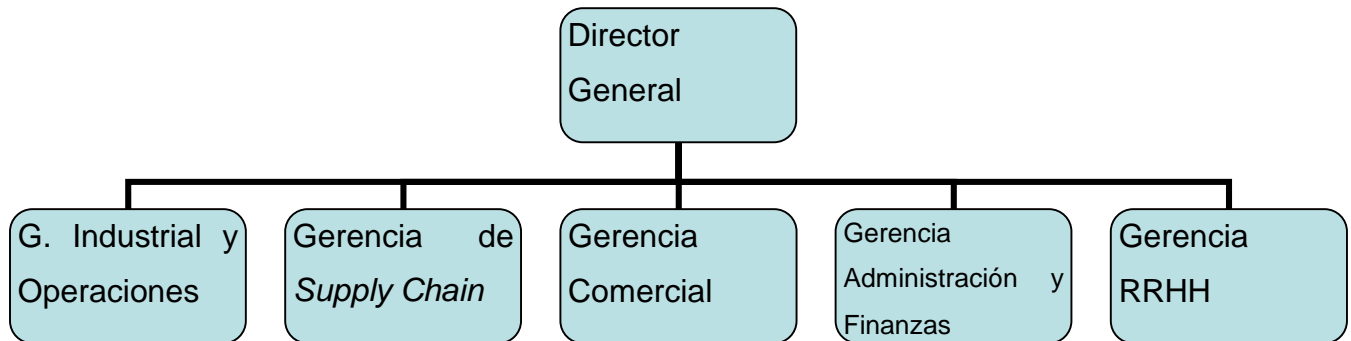 Director
General
G. Industrial y
Operaciones
Gerencia de
Supply Chain
Gerencia
Comercial
Gerencia
Administración y
Finanzas
Gerencia
RRHH